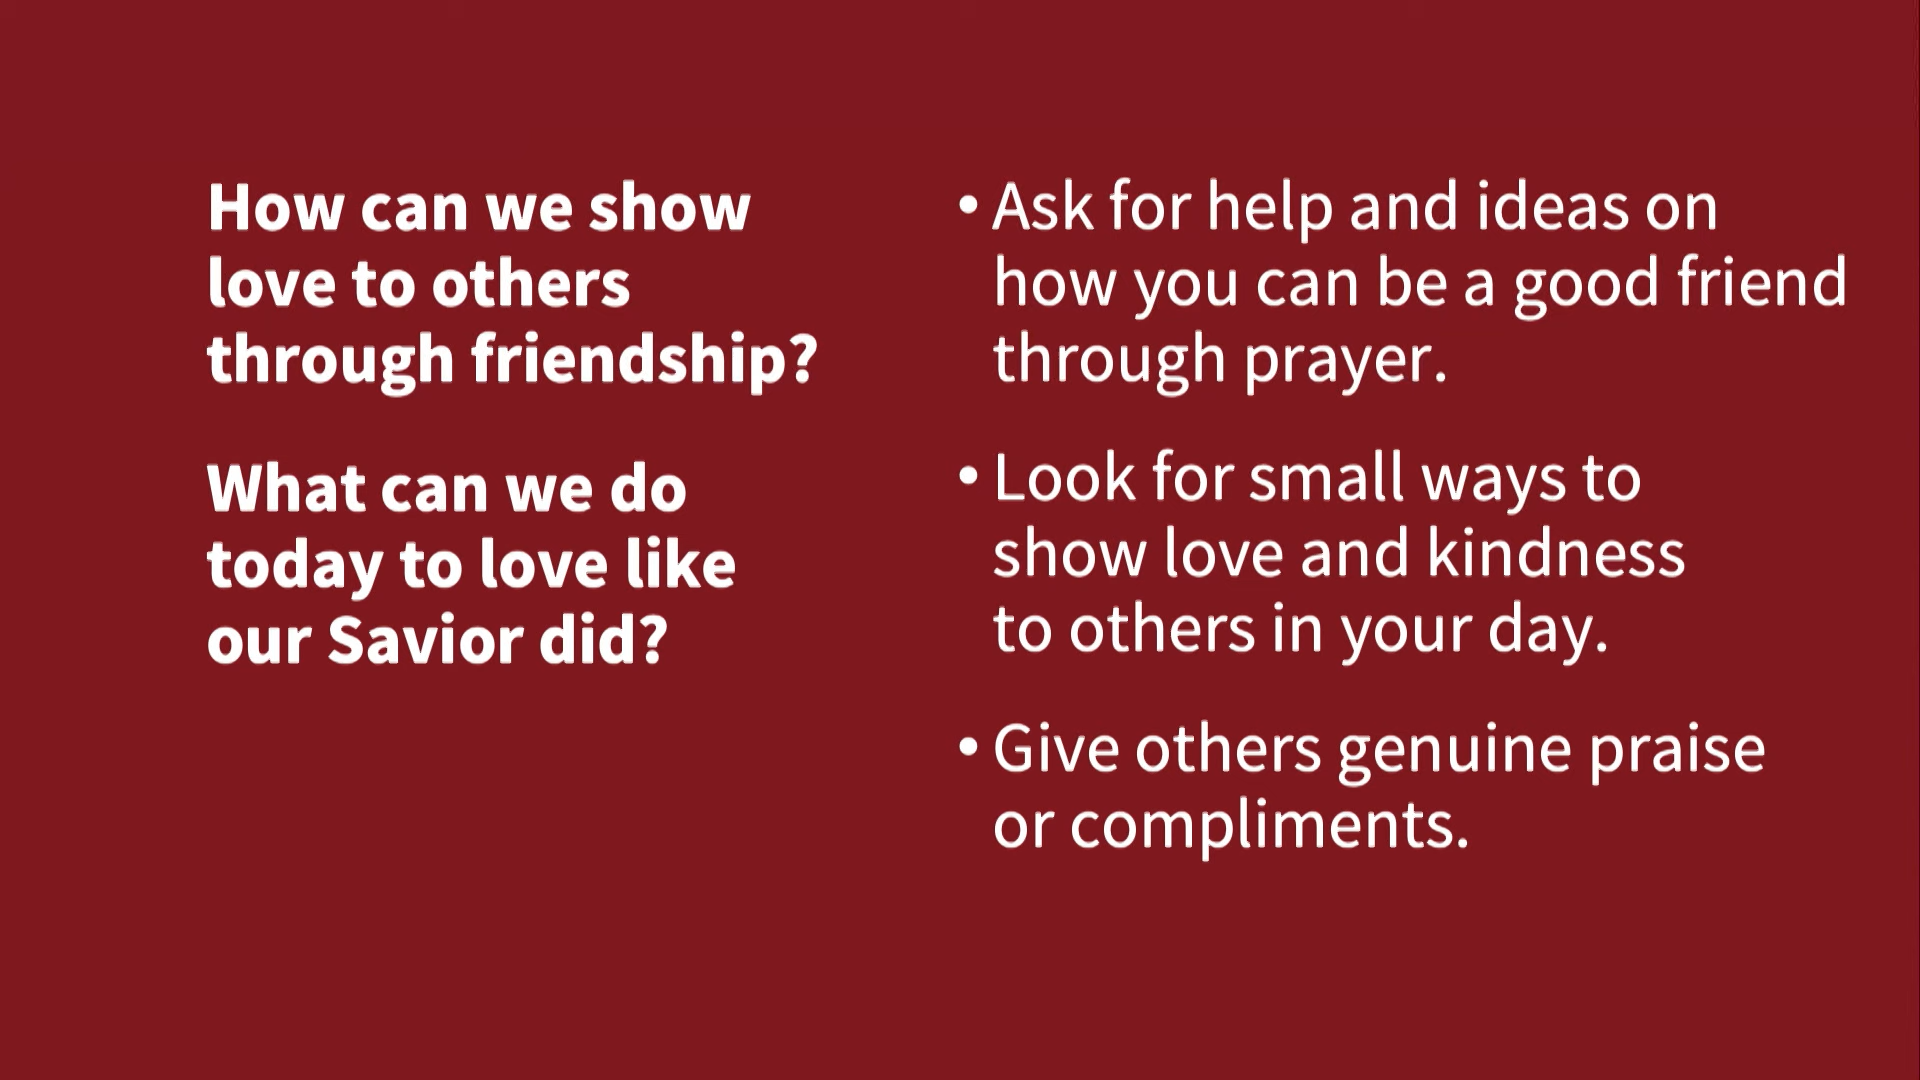 How can we show
love to others
through friendship?
What can we do
today to love like
our Savior did?
• Ask for help and ideas on
how you can be a good friend
through prayer.
• Look for small ways to
show love and kindness
to others in your day.
• Give others genuine praise
or compliments.